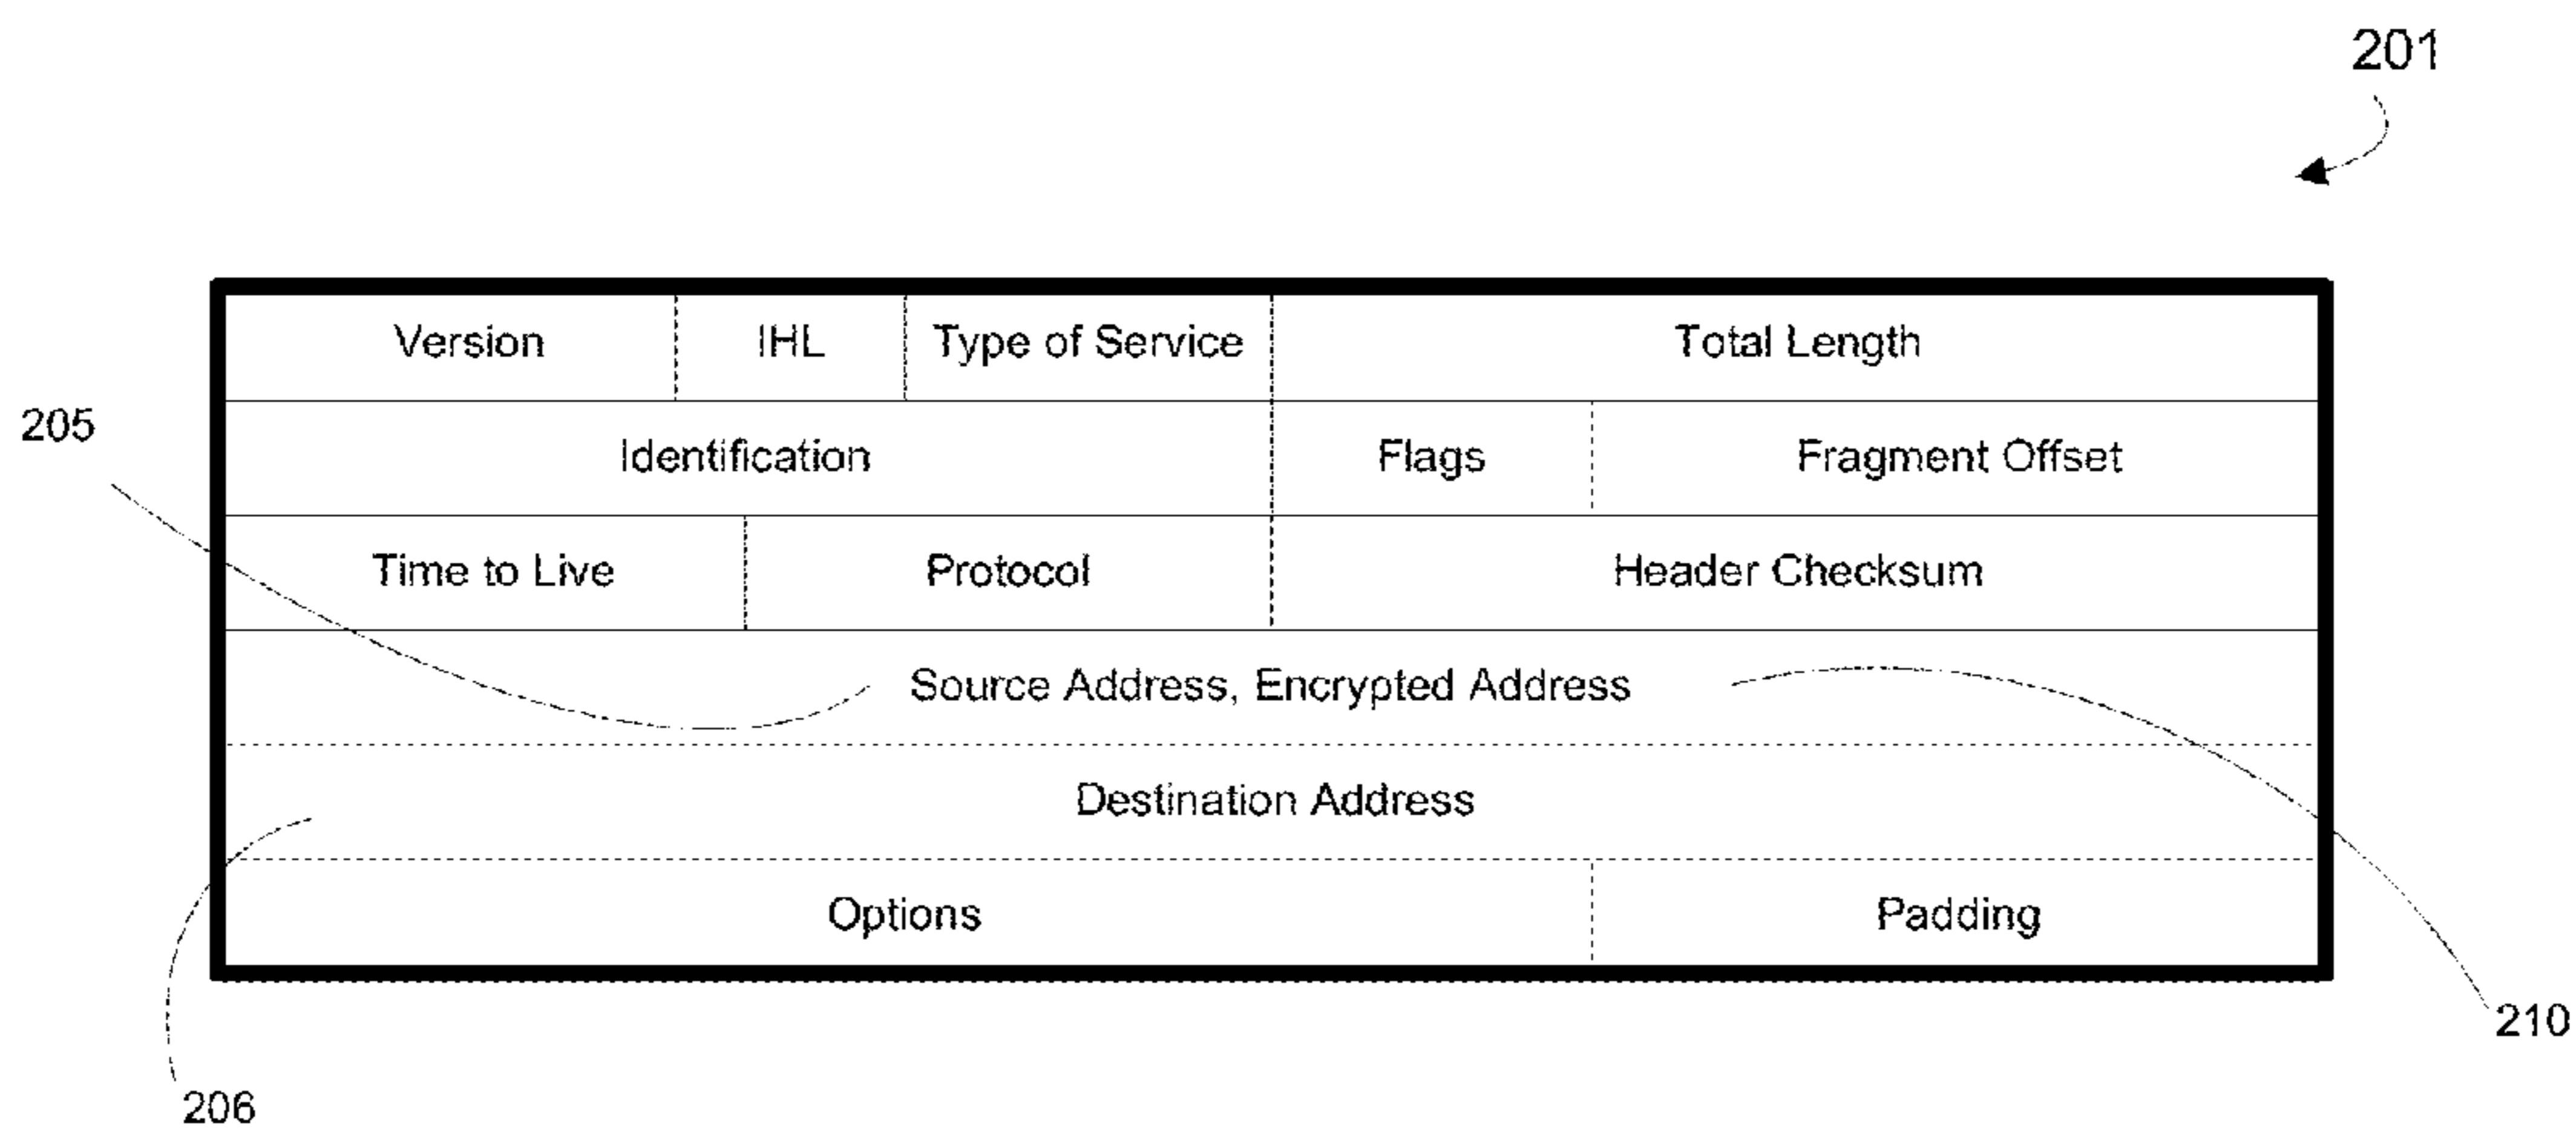 201
Version IHL Type of Service Total Length
205
Identification Flags Fragment Offset
Time to Live Protocol Header Checksum
Source Address, Encrypted Address
Destination Address
Options Padding
210
206